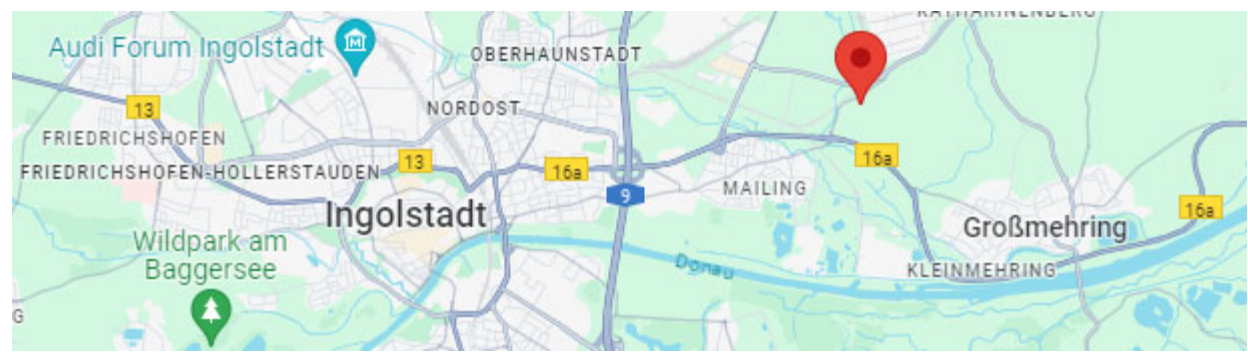 KATHARINENBERG
Audi Forum Ingolstadt
OBERHAUNSTADT
13
NORDOST
FRIEDRICHSHOFEN
13
16a
16a
FRIEDRICHSHOFEN-HOLLERSTAUDEN
MAILING
9
16a
Ingolstadt
Großmehring
Wildpark am
Baggersee
Donau
KLEINMEHRING
G